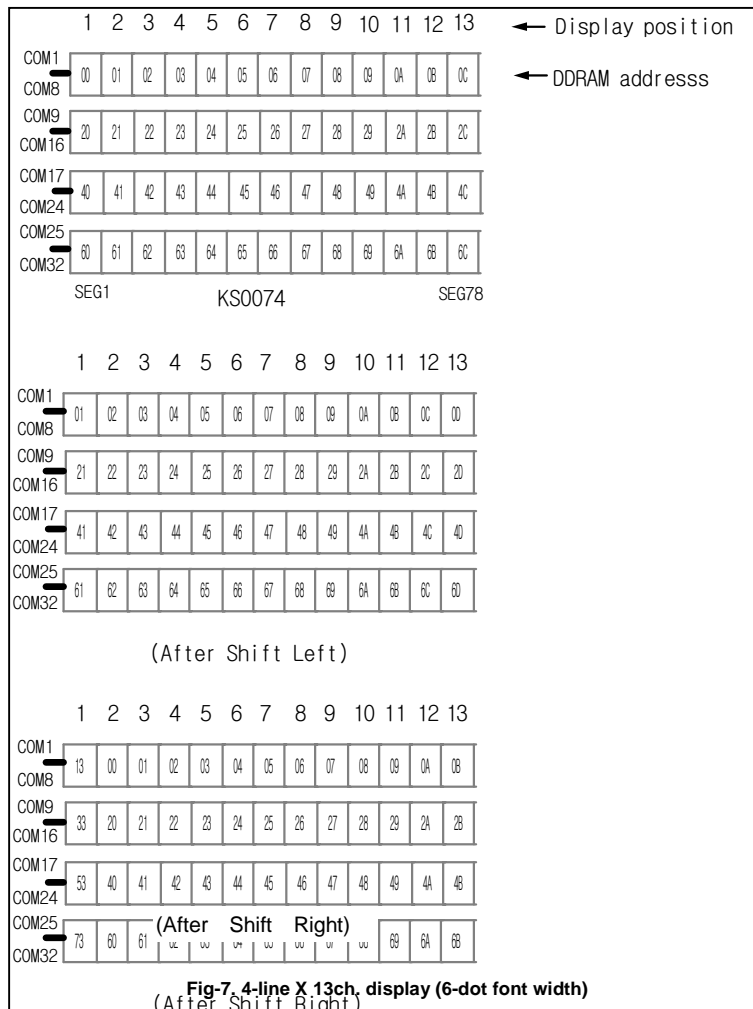 1 2 3 4 5 6 7 8 9 10 11 12 13 ← Display position
COM1
00 01 02 03 04 05 06 07 08 09 0A 0B 0C ← DDRAM addresss
COM8
COM9
20 21 22 23 24 25 26 27 28 29 2A 2B 2C
COM16
COM17
40 41 42 43 44 45 46 47 48 49 4A 4B 4C
COM24
COM25
60 61 62 63 64 65 66 67 68 69 6A 6B 6C
COM32
SEG1 KS0074 SEG78
1 2 3 4 5 6 7 8 9 10 11 12 13
COM1
01 02 03 04 05 06 07 08 09 0A 0B 0C 0D
COM8
COM9
21 22 23 24 25 26 27 28 29 2A 2B 2C 2D
COM16
COM17
41 42 43 44 45 46 47 48 49 4A 4B 4C 4D
COM24
COM25
61 62 63 64 65 66 67 68 69 6A 6B 6C 6D
COM32
(After Shift Left)
1 2 3 4 5 6 7 8 9 10 11 12 13
COM1
13 00 01 02 03 04 05 06 07 08 09 0A 0B
COM8
COM9
33 20 21 22 23 24 25 26 27 28 29 2A 2B
COM16
COM17
53 40 41 42 43 44 45 46 47 48 49 4A 4B
COM24
COM25
(After Shift Right)
73 60 61 69 6A 6B
COM32
Fig-7. 4-line X 13ch. display (6-dot font width)
(After Shift Right)